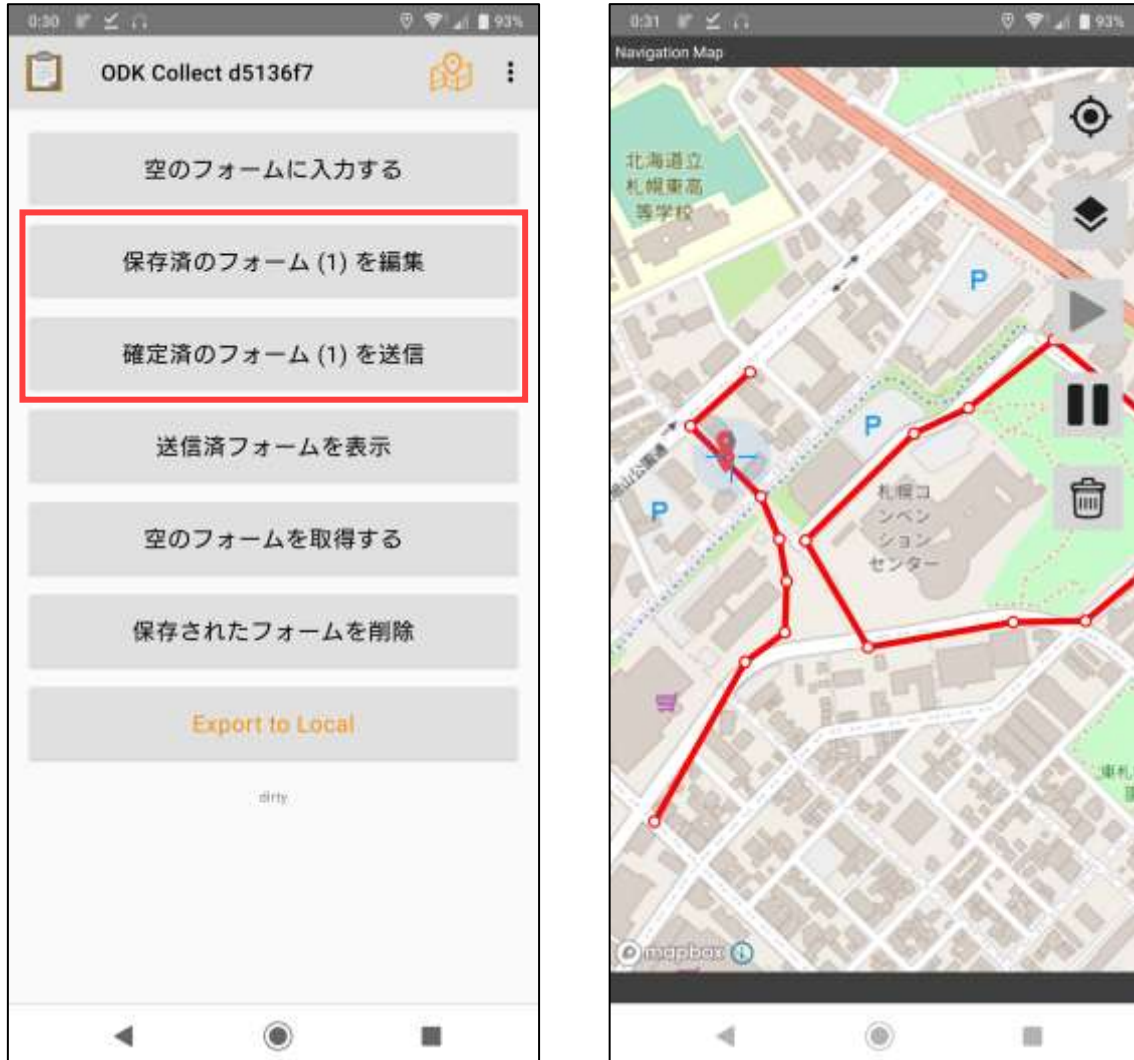 0:30
93%
ODK Collect d5136f7
空のフォームに入力する
保存済のフォーム (1) を編集
確定済のフォーム (1) を送信
送信済フォームを表示
空のフォームを取得する
保存されたフォームを削除
Export to Local
dirty
0:31
93%
Navigation Map
北海道立
札幌東高
等学校
P
P
P
札幌コ
ンベン
ション
センター
東札
mapbox